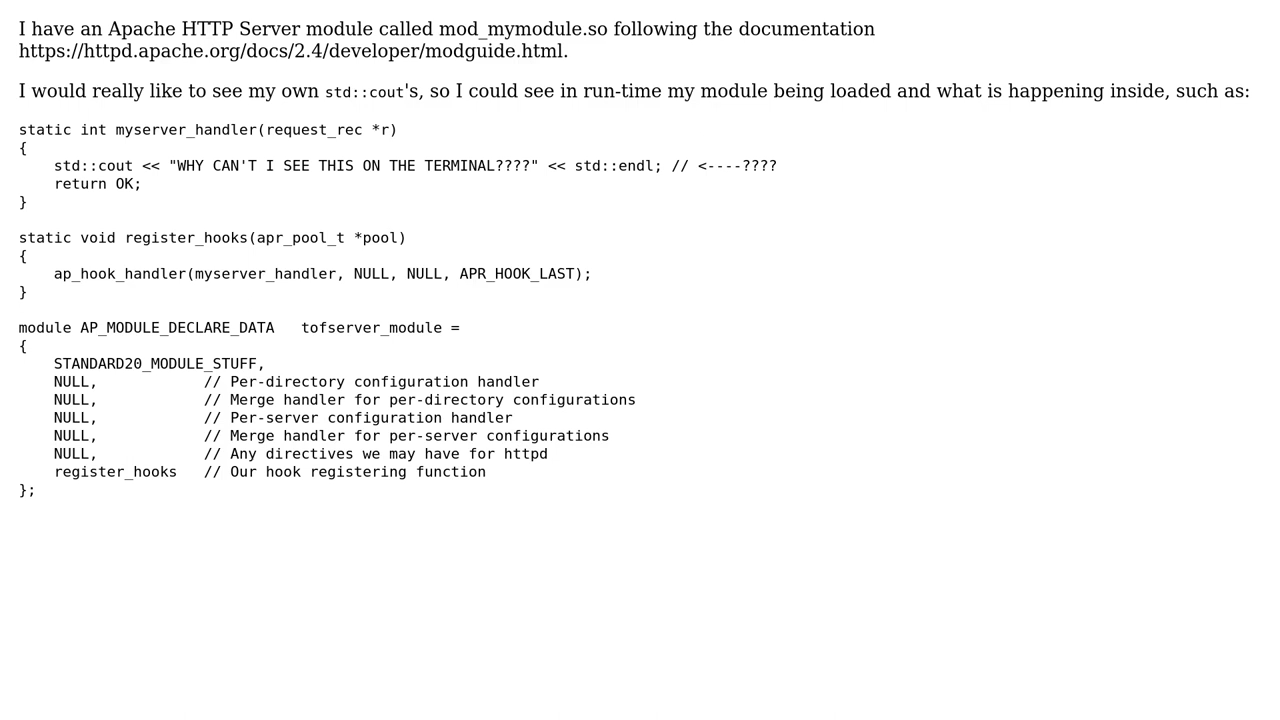 I have an Apache HTTP Server module called mod_mymodule.so following the documentation
https://httpd.apache.org/docs/2.4/developer/modguide.html.
I would really like to see my own std::cout's, so I could see in run-time my module being loaded and what is happening inside, such as:
static int myserver_handler(request_rec *r)
{
    std::cout << "WHY CAN'T I SEE THIS ON THE TERMINAL????" << std::endl; // <----????
    return OK;
}
static void register_hooks(apr_pool_t *pool)
{
    ap_hook_handler(myserver_handler, NULL, NULL, APR_HOOK_LAST);
}
module AP_MODULE_DECLARE_DATA   tofserver_module =
{
    STANDARD20_MODULE_STUFF,
    NULL,            // Per-directory configuration handler
    NULL,            // Merge handler for per-directory configurations
    NULL,            // Per-server configuration handler
    NULL,            // Merge handler for per-server configurations
    NULL,            // Any directives we may have for httpd
    register_hooks   // Our hook registering function
};